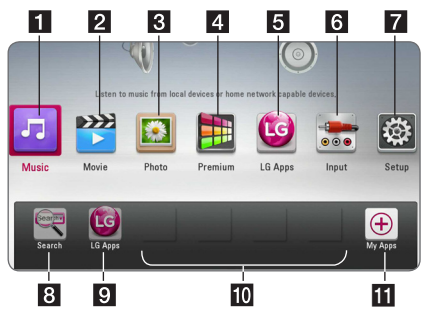 1 2 3 4 5 6 7
Listen to music from local devices or home network capable devices.
LG
Music Movie Photo Premium LG Apps Input Setup
Search LG
Search LG Apps My Apps
8 9 10 11